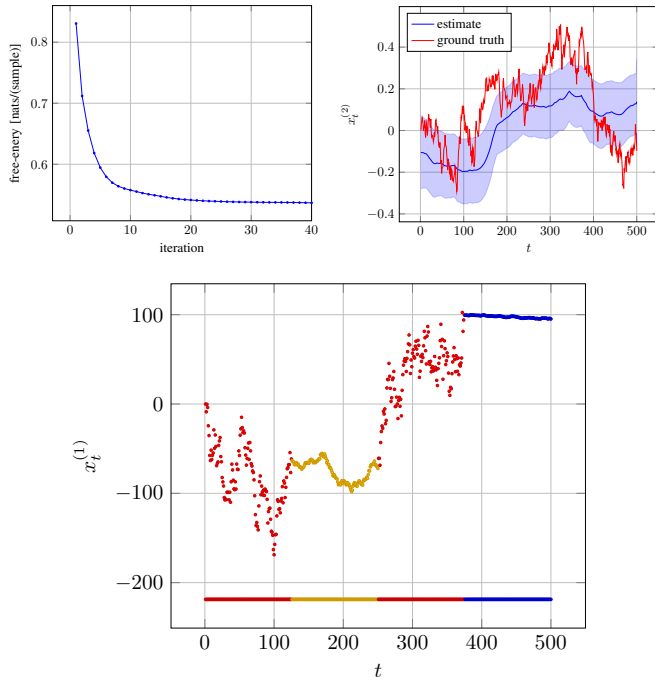 0.8
0.7
0.6
0 10 20 30 40
iteration
free-enery [nats/(sample)]
estimate
ground truth
0.4
0.2
0
−0.2
−0.4
0 100 200 300 400 500
t
x_t^{(2)}
100
0
−100
−200
0 100 200 300 400 500
t
x_t^{(1)}